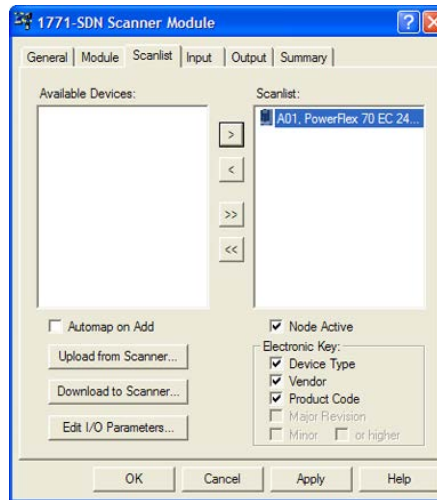 1771-SDN Scanner Module
General Module Scanlist Input Output Summary
Available Devices: Scanlist:
A01, PowerFlex 70 EC 24...
>
<
>>
<<
Automap on Add Node Active
Electronic Key:
Upload from Scanner... Device Type
Vendor
Download to Scanner... Product Code
Major Revision
Edit I/O Parameters... Minor or higher
OK Cancel Apply Help